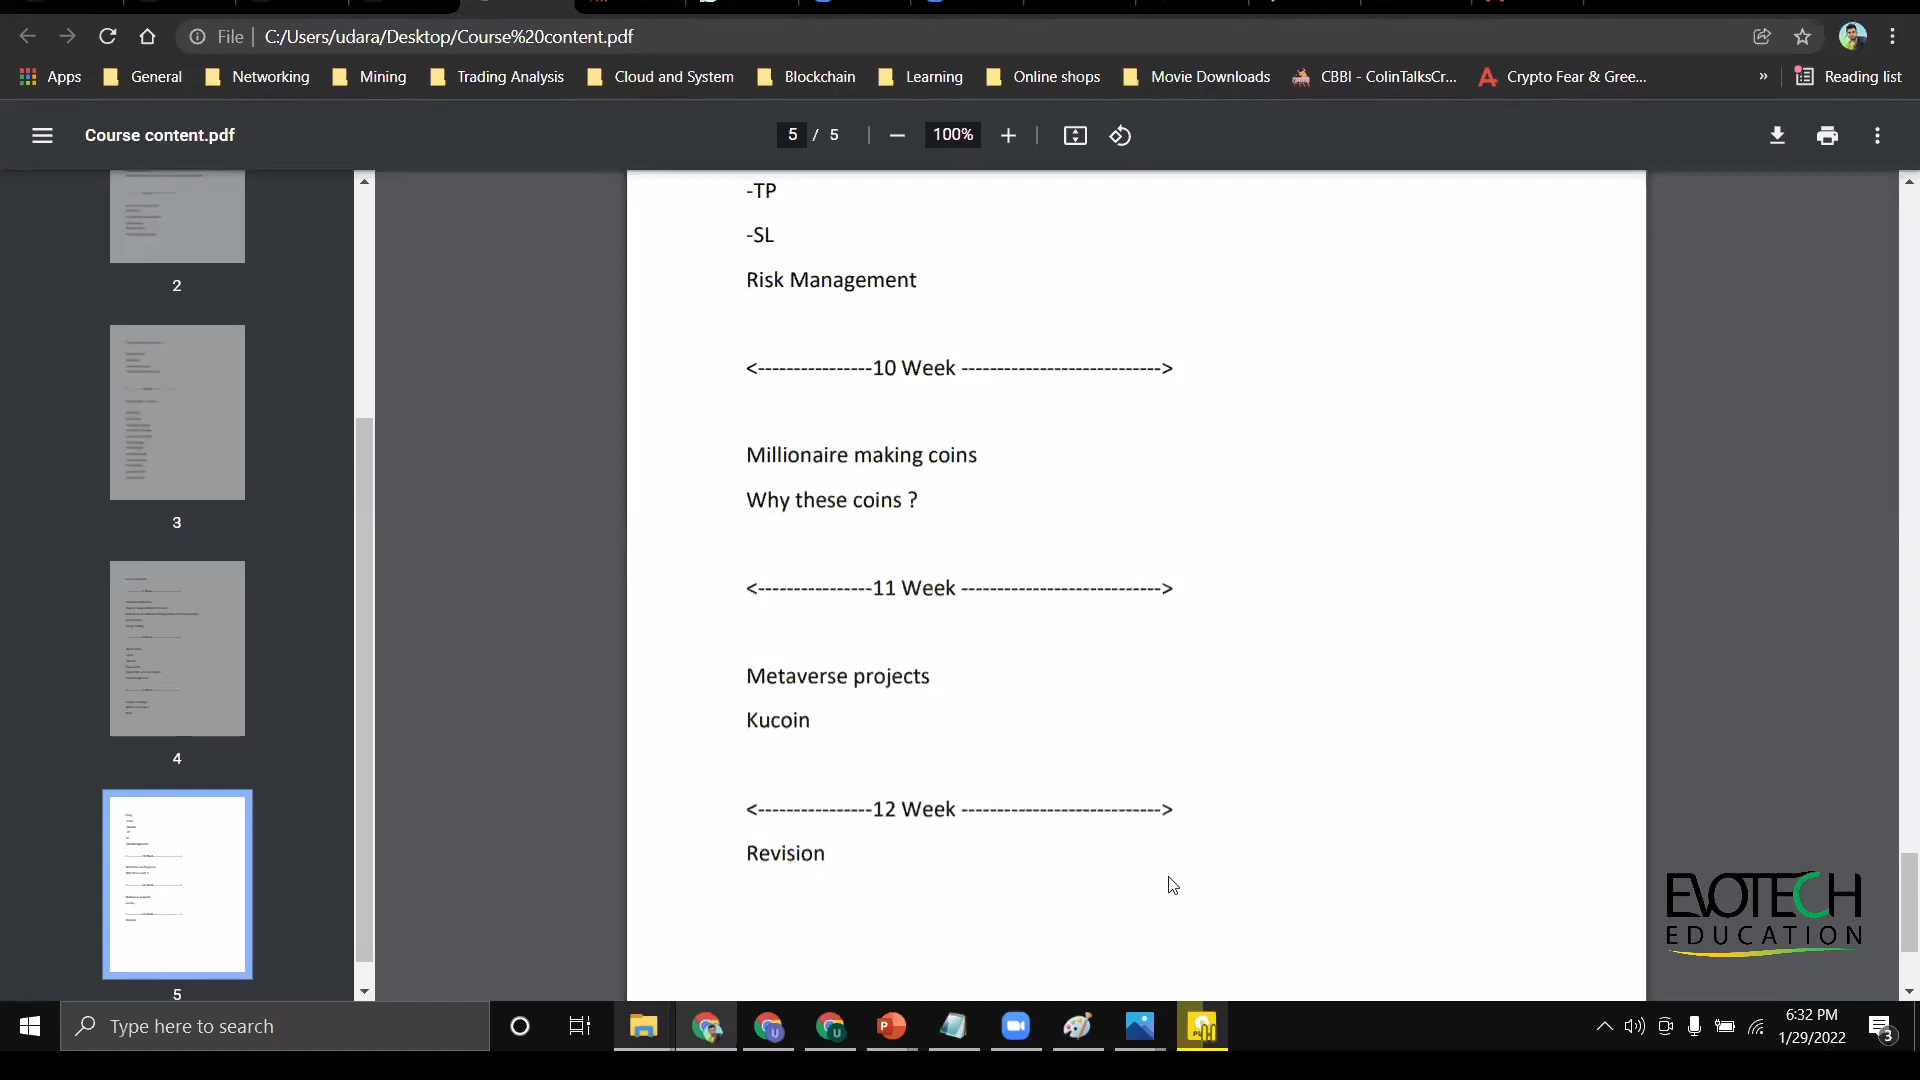 File
C:/Users/udara/Desktop/Course%20content.pdf
Apps
General
Networking
Mining
Trading Analysis
Cloud and System
Blockchain
Learning
Online shops
Movie Downloads
CBBI - ColinTalksCr...
Crypto Fear & Gree...
»
Reading list
Course content.pdf
5 / 5
100%
2
3
4
5
-TP
-SL
Risk Management
<----------------10 Week ---------------------------->
Millionaire making coins
Why these coins ?
<----------------11 Week ---------------------------->
Metaverse projects
Kucoin
<----------------12 Week ---------------------------->
Revision
EVOTECH
EDUCATION
Type here to search
6:32 PM
1/29/2022
3